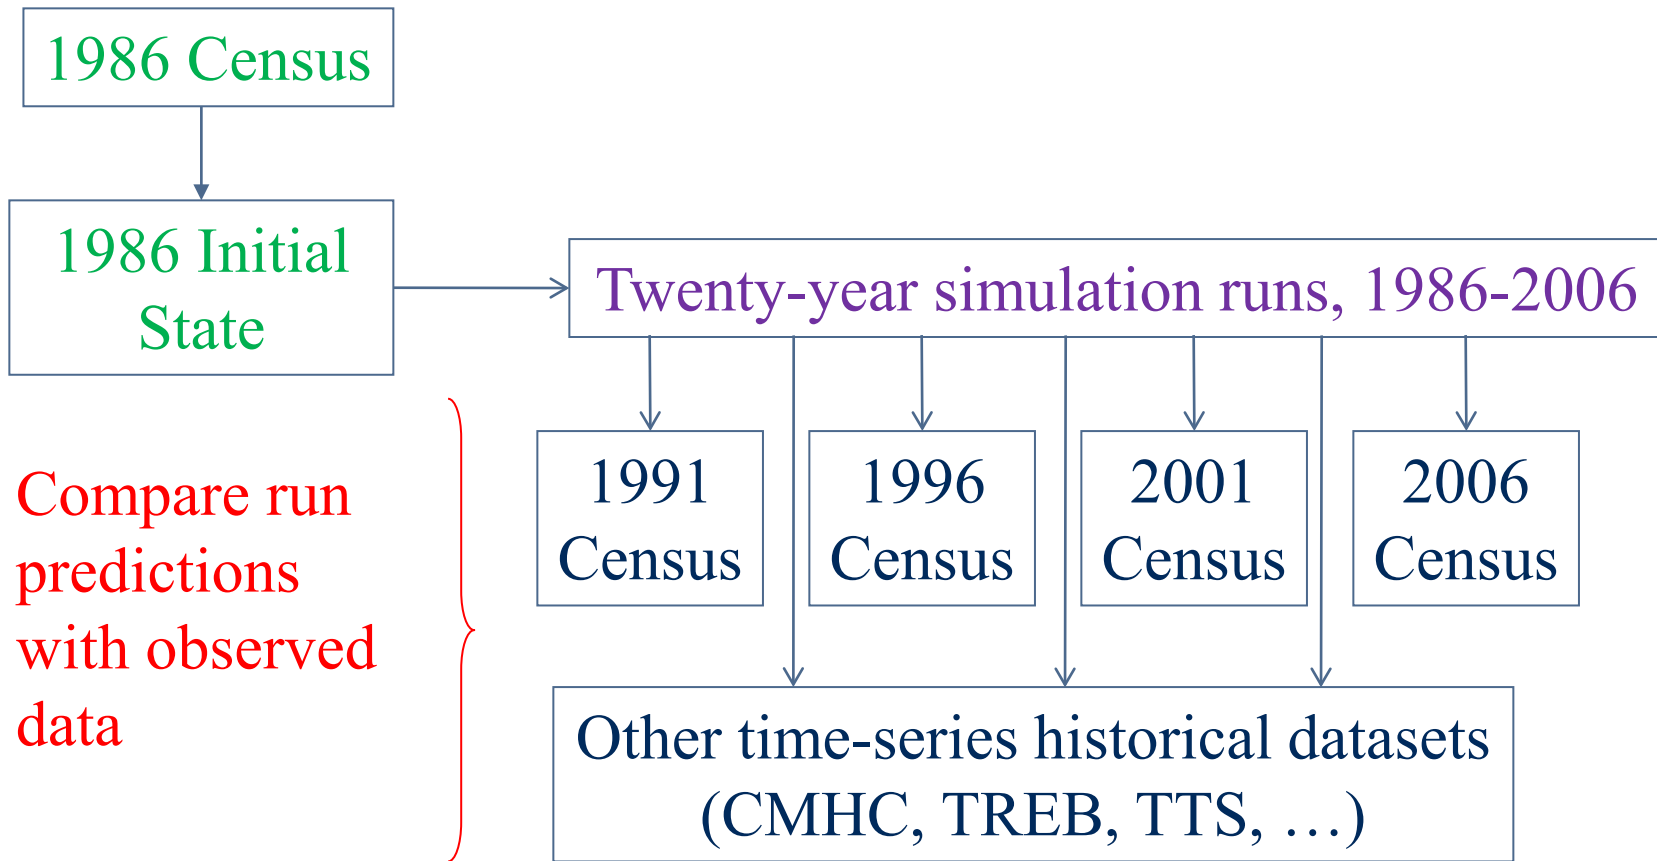 1986 Census
1986 Initial
State
Twenty-year simulation runs, 1986-2006
Compare run
predictions
with observed
data
1991
Census
1996
Census
2001
Census
2006
Census
Other time-series historical datasets
(CMHC, TREB, TTS, …)